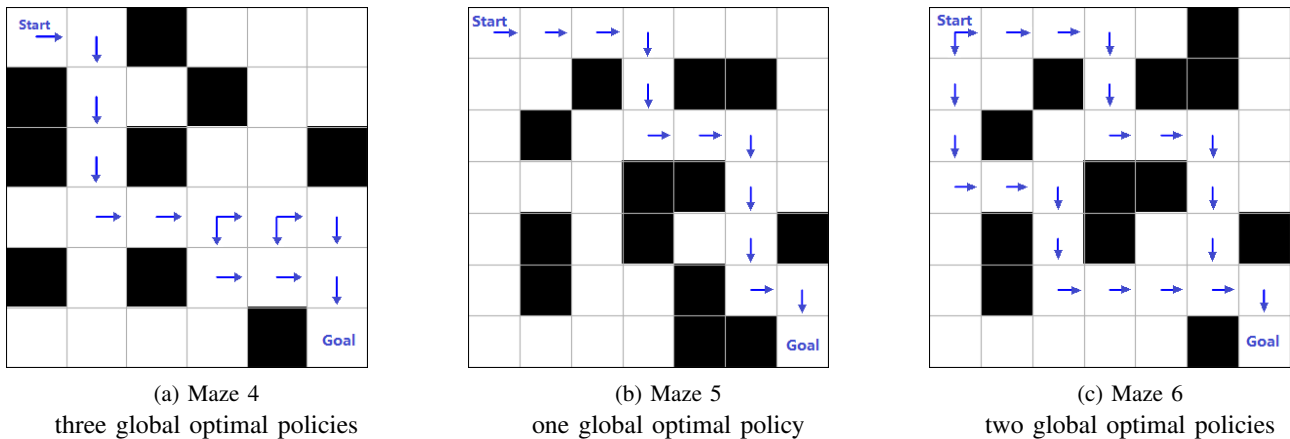 Start
Goal
(a) Maze 4
three global optimal policies
Start
Goal
(b) Maze 5
one global optimal policy
Start
Goal
(c) Maze 6
two global optimal policies